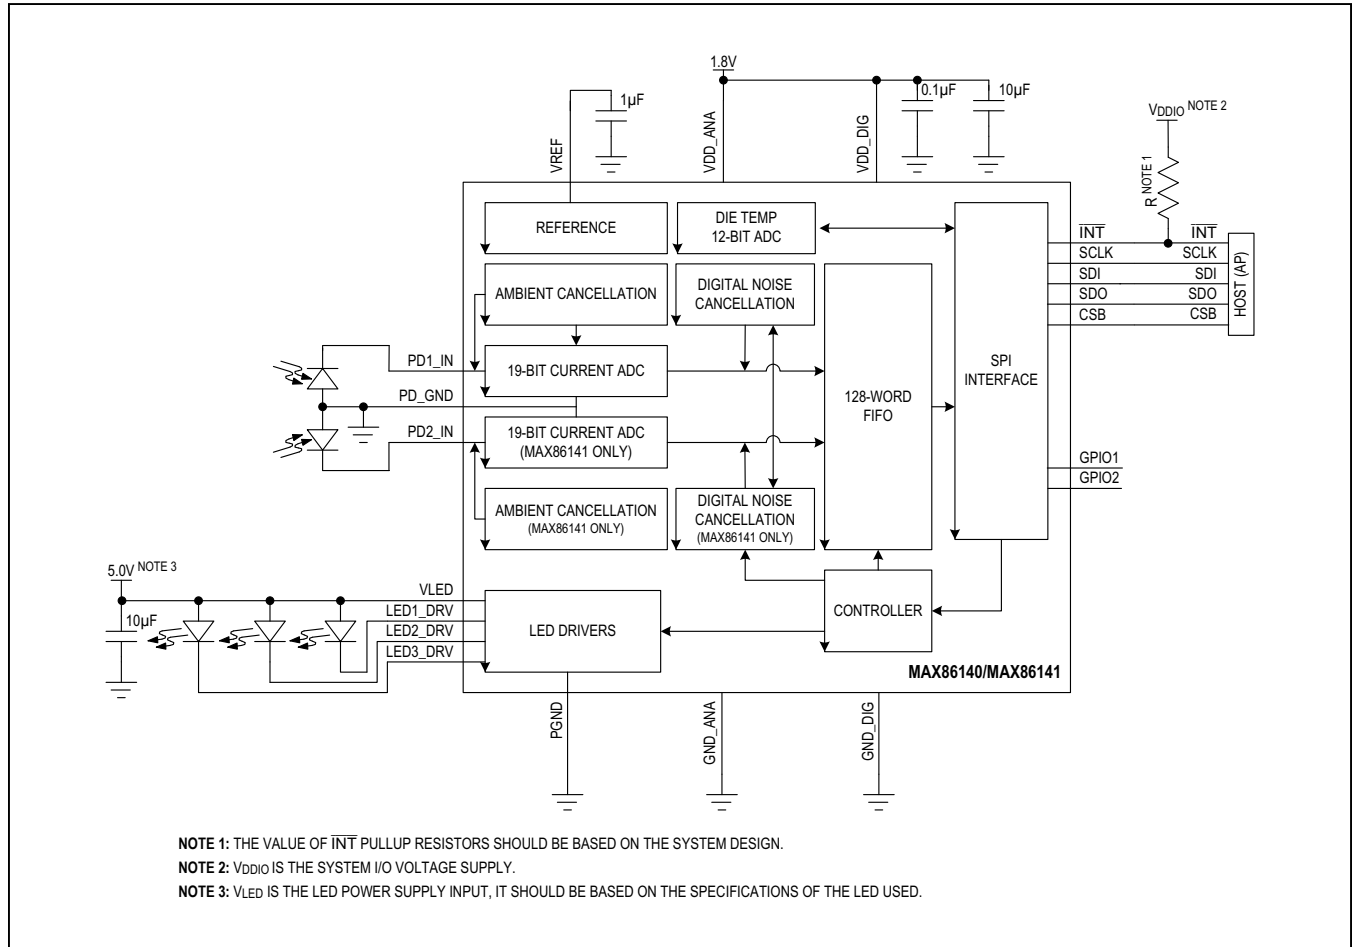 1.8V
1µF
0.1µF
10µF
VDDIO NOTE 2
VREF
VDD_ANA
VDD_DIG
R NOTE 1
REFERENCE
DIE TEMP
12-BIT ADC
INT
INT
SCLK
SCLK
SDI
SDI
SDO
SDO
CSB
CSB
HOST (AP)
AMBIENT CANCELLATION
DIGITAL NOISE
CANCELLATION
PD1_IN
19-BIT CURRENT ADC
SPI
INTERFACE
PD_GND
128-WORD
FIFO
PD2_IN
19-BIT CURRENT ADC
(MAX86141 ONLY)
GPIO1
GPIO2
AMBIENT CANCELLATION
(MAX86141 ONLY)
DIGITAL NOISE
CANCELLATION
(MAX86141 ONLY)
5.0V NOTE 3
10µF
VLED
LED1_DRV
LED2_DRV
LED3_DRV
LED DRIVERS
CONTROLLER
MAX86140/MAX86141
PGND
GND_ANA
GND_DIG
NOTE 1: THE VALUE OF INT PULLUP RESISTORS SHOULD BE BASED ON THE SYSTEM DESIGN.
NOTE 2: VDDIO IS THE SYSTEM I/O VOLTAGE SUPPLY.
NOTE 3: VLED IS THE LED POWER SUPPLY INPUT, IT SHOULD BE BASED ON THE SPECIFICATIONS OF THE LED USED.